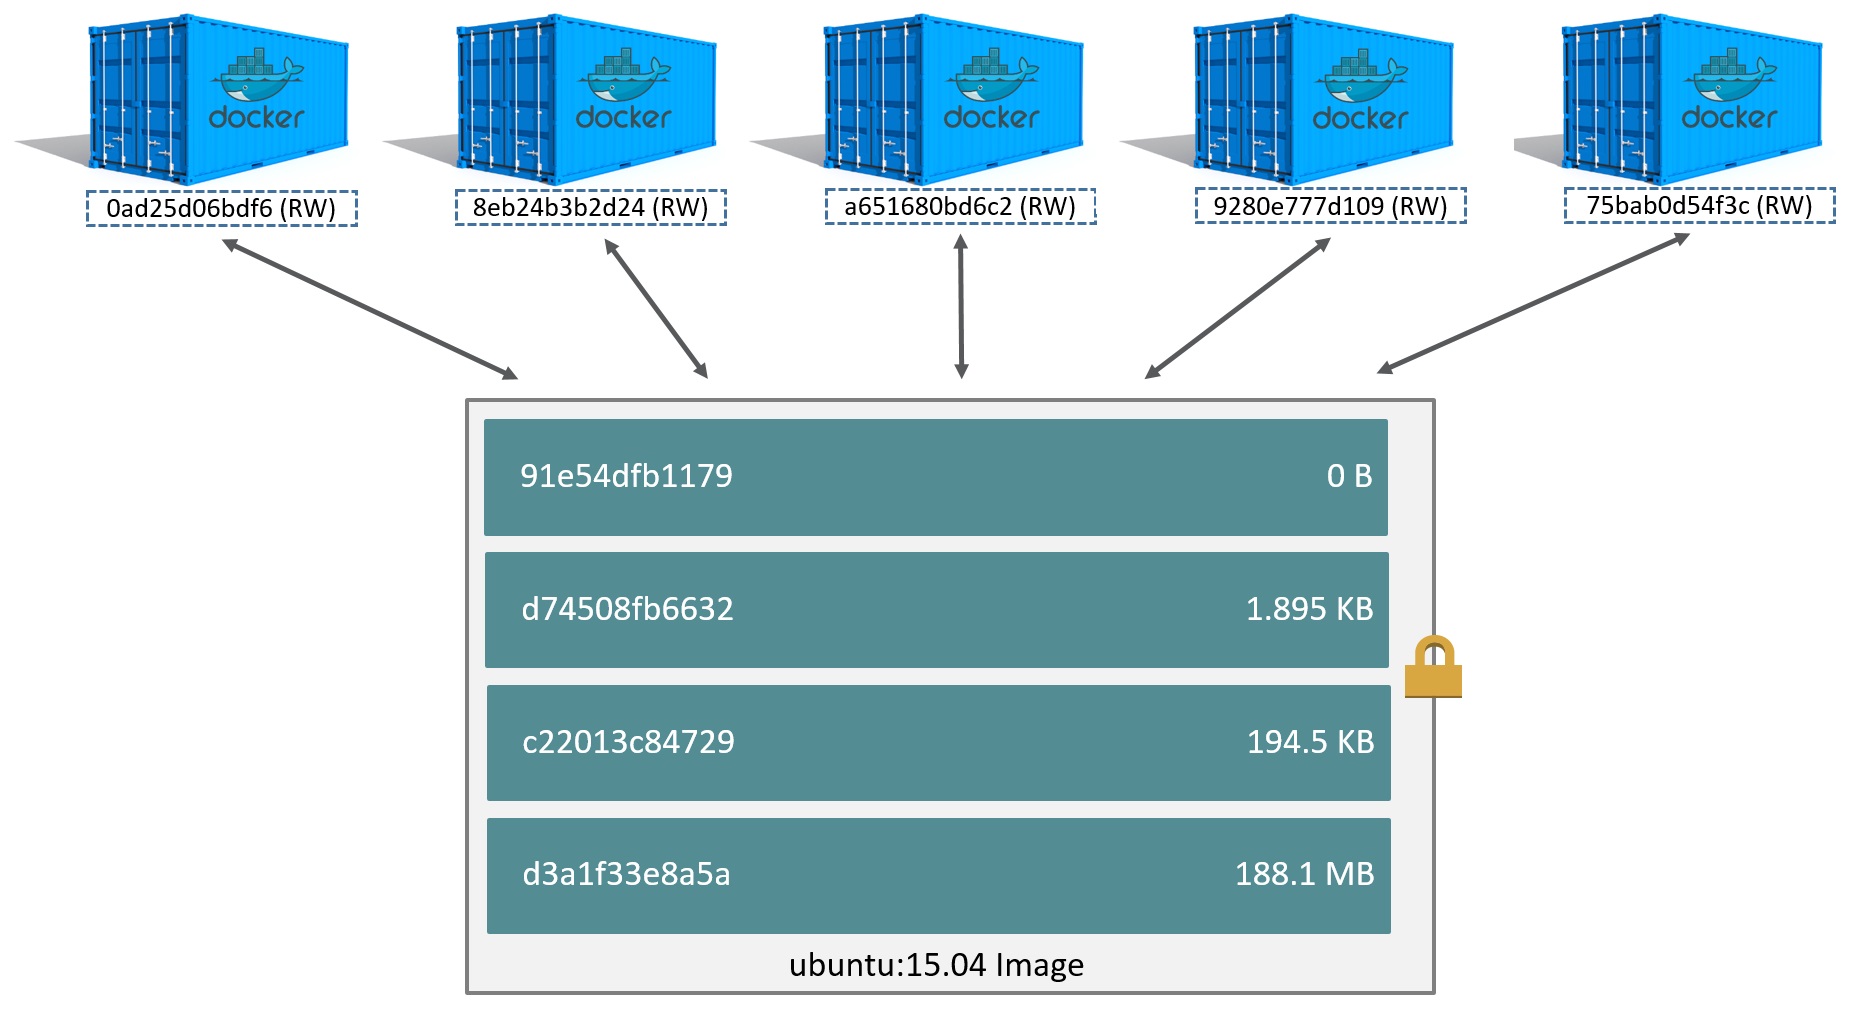 docker
docker
docker
docker
docker
0ad25d06bdf6 (RW)
8eb24b3b2d24 (RW)
a651680bd6c2 (RW)
9280e777d109 (RW)
75bab0d54f3c (RW)
91e54dfb1179 0 B
d74508fb6632 1.895 KB
c22013c84729 194.5 KB
d3a1f33e8a5a 188.1 MB
ubuntu:15.04 Image